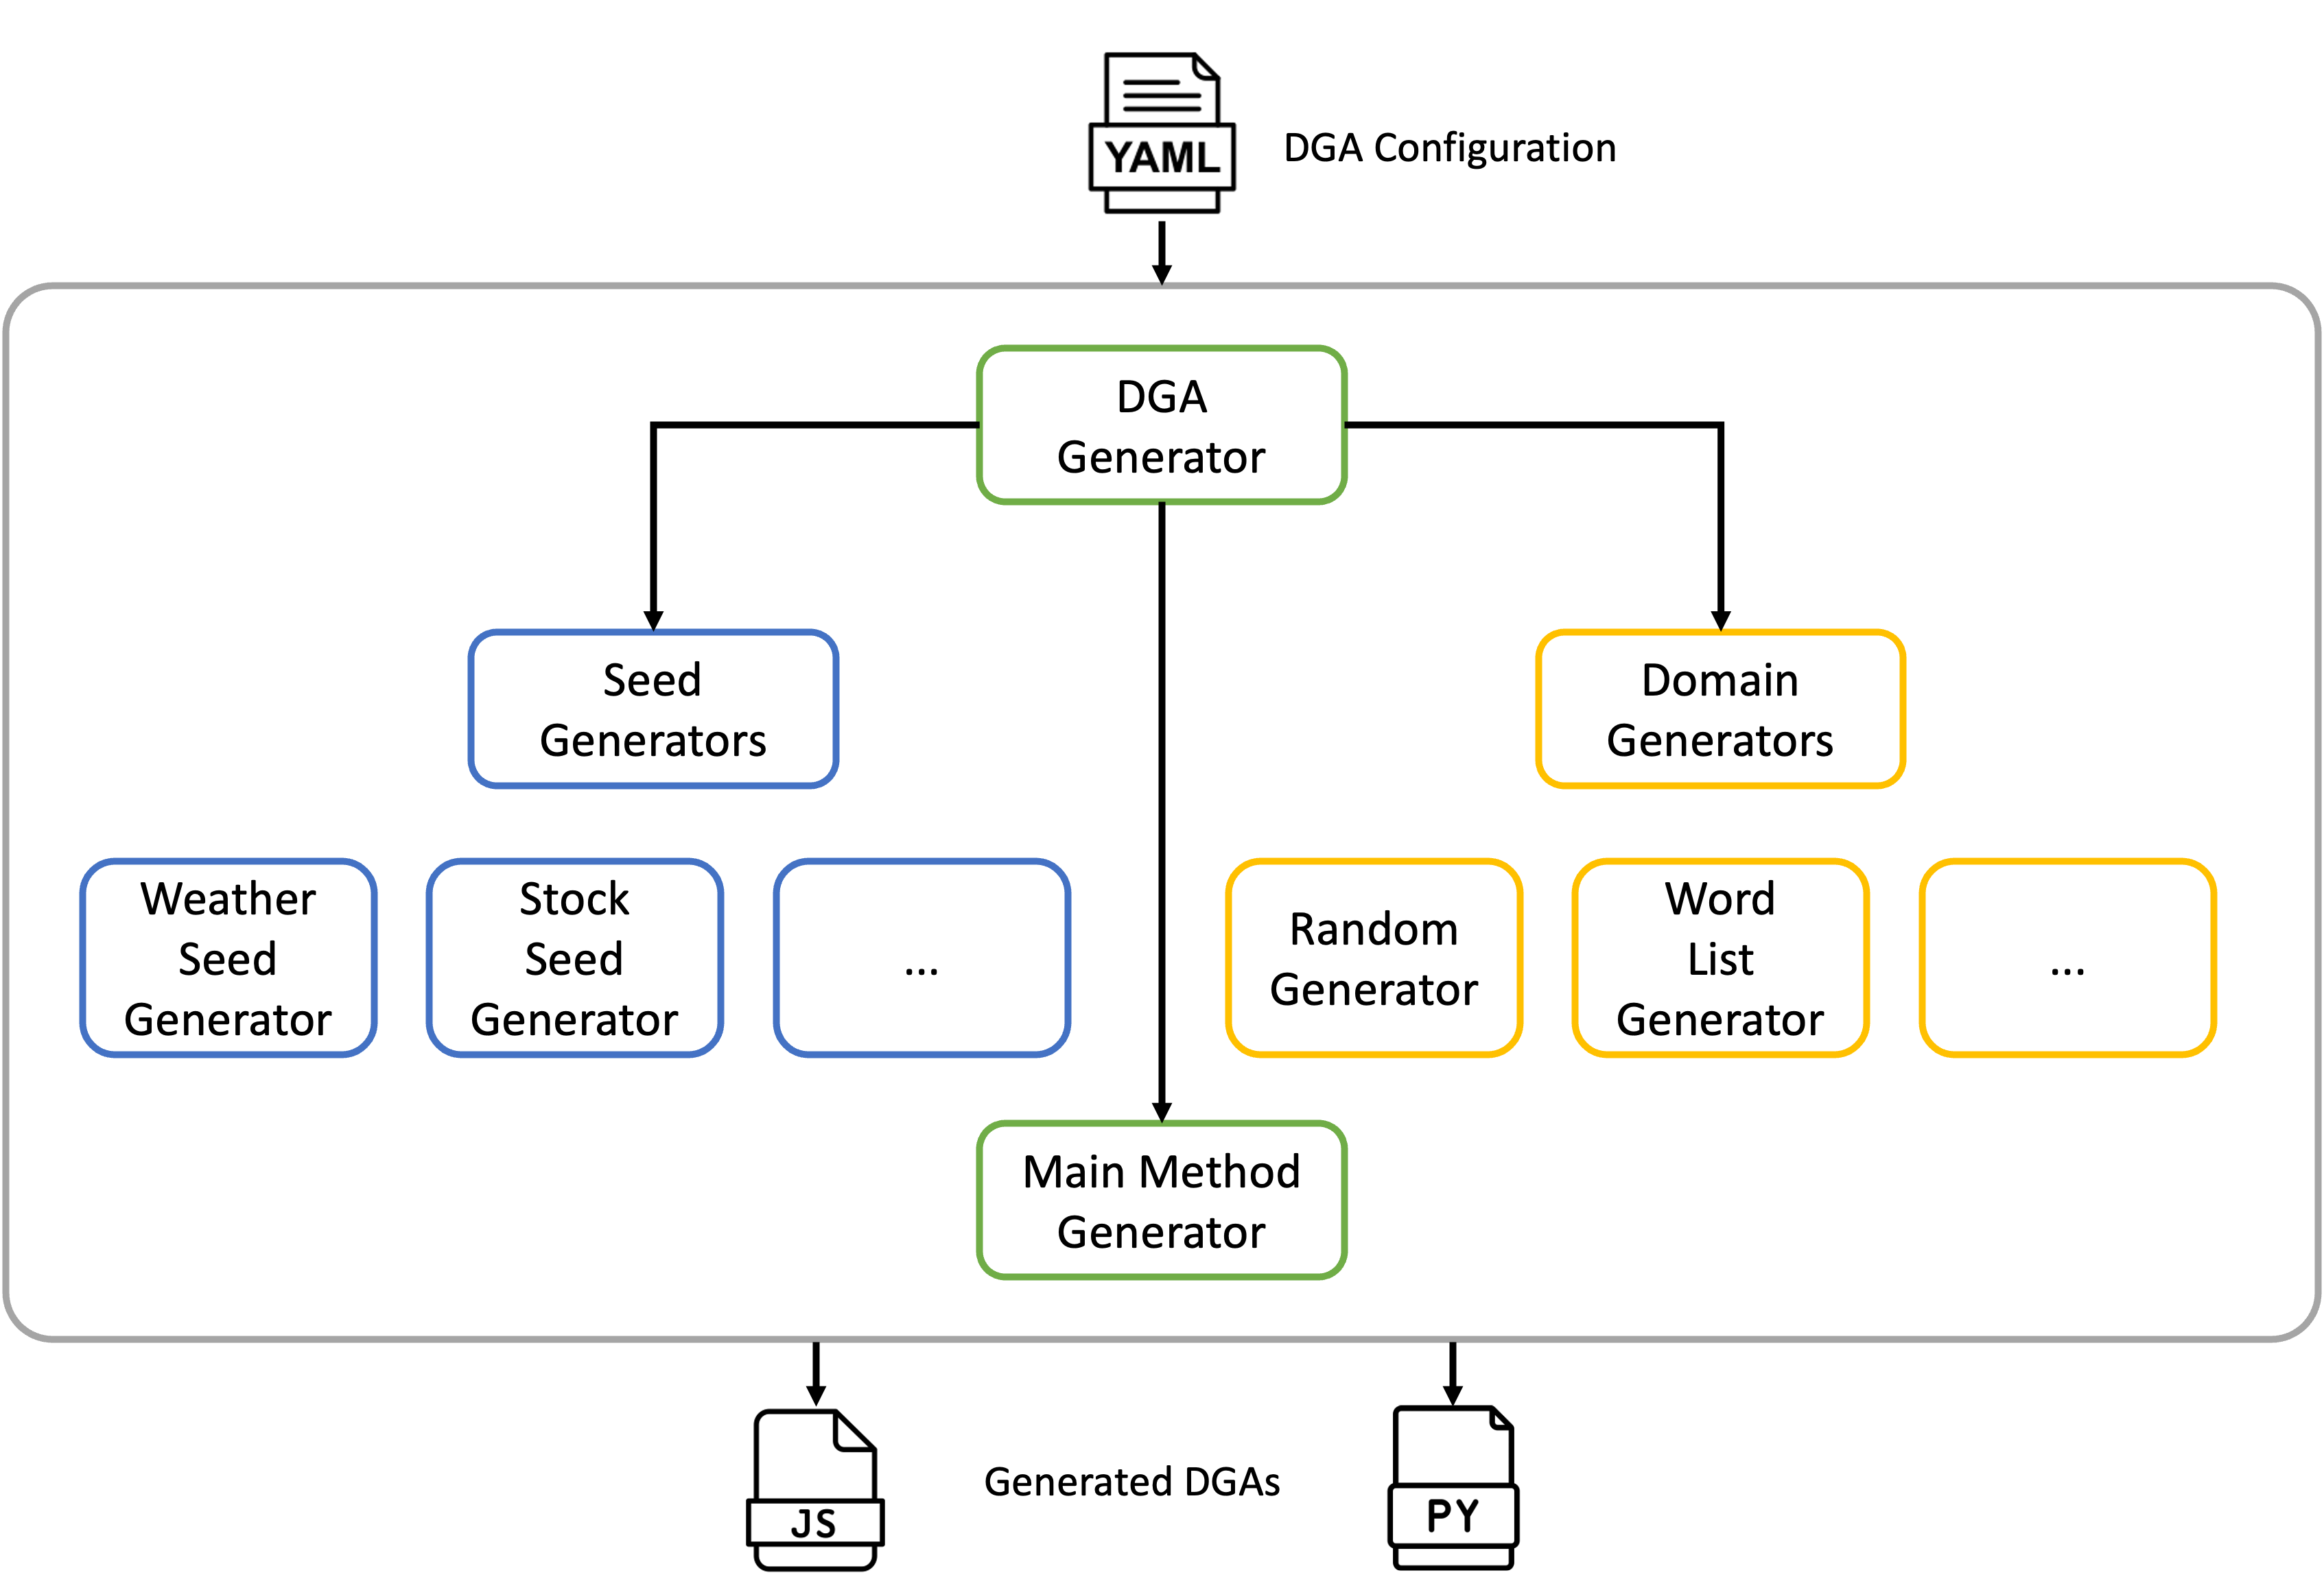 YAML
DGA Configuration
DGA
Generator
Seed
Generators
Domain
Generators
Weather
Seed
Generator
Stock
Seed
Generator
...
Random
Generator
Word
List
Generator
...
Main Method
Generator
JS
Generated DGAs
PY